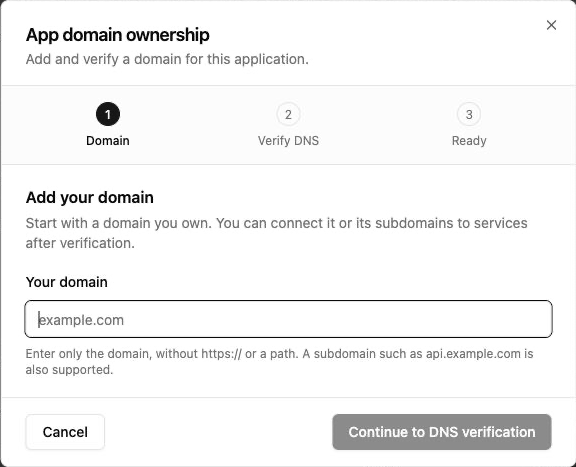 App domain ownership
Add and verify a domain for this application.
1
2
3
Domain
Verify DNS
Ready
Add your domain
Start with a domain you own. You can connect it or its subdomains to services
after verification.
Your domain
example.com
Enter only the domain, without https:// or a path. A subdomain such as api.example.com is
also supported.
Cancel
Continue to DNS verification